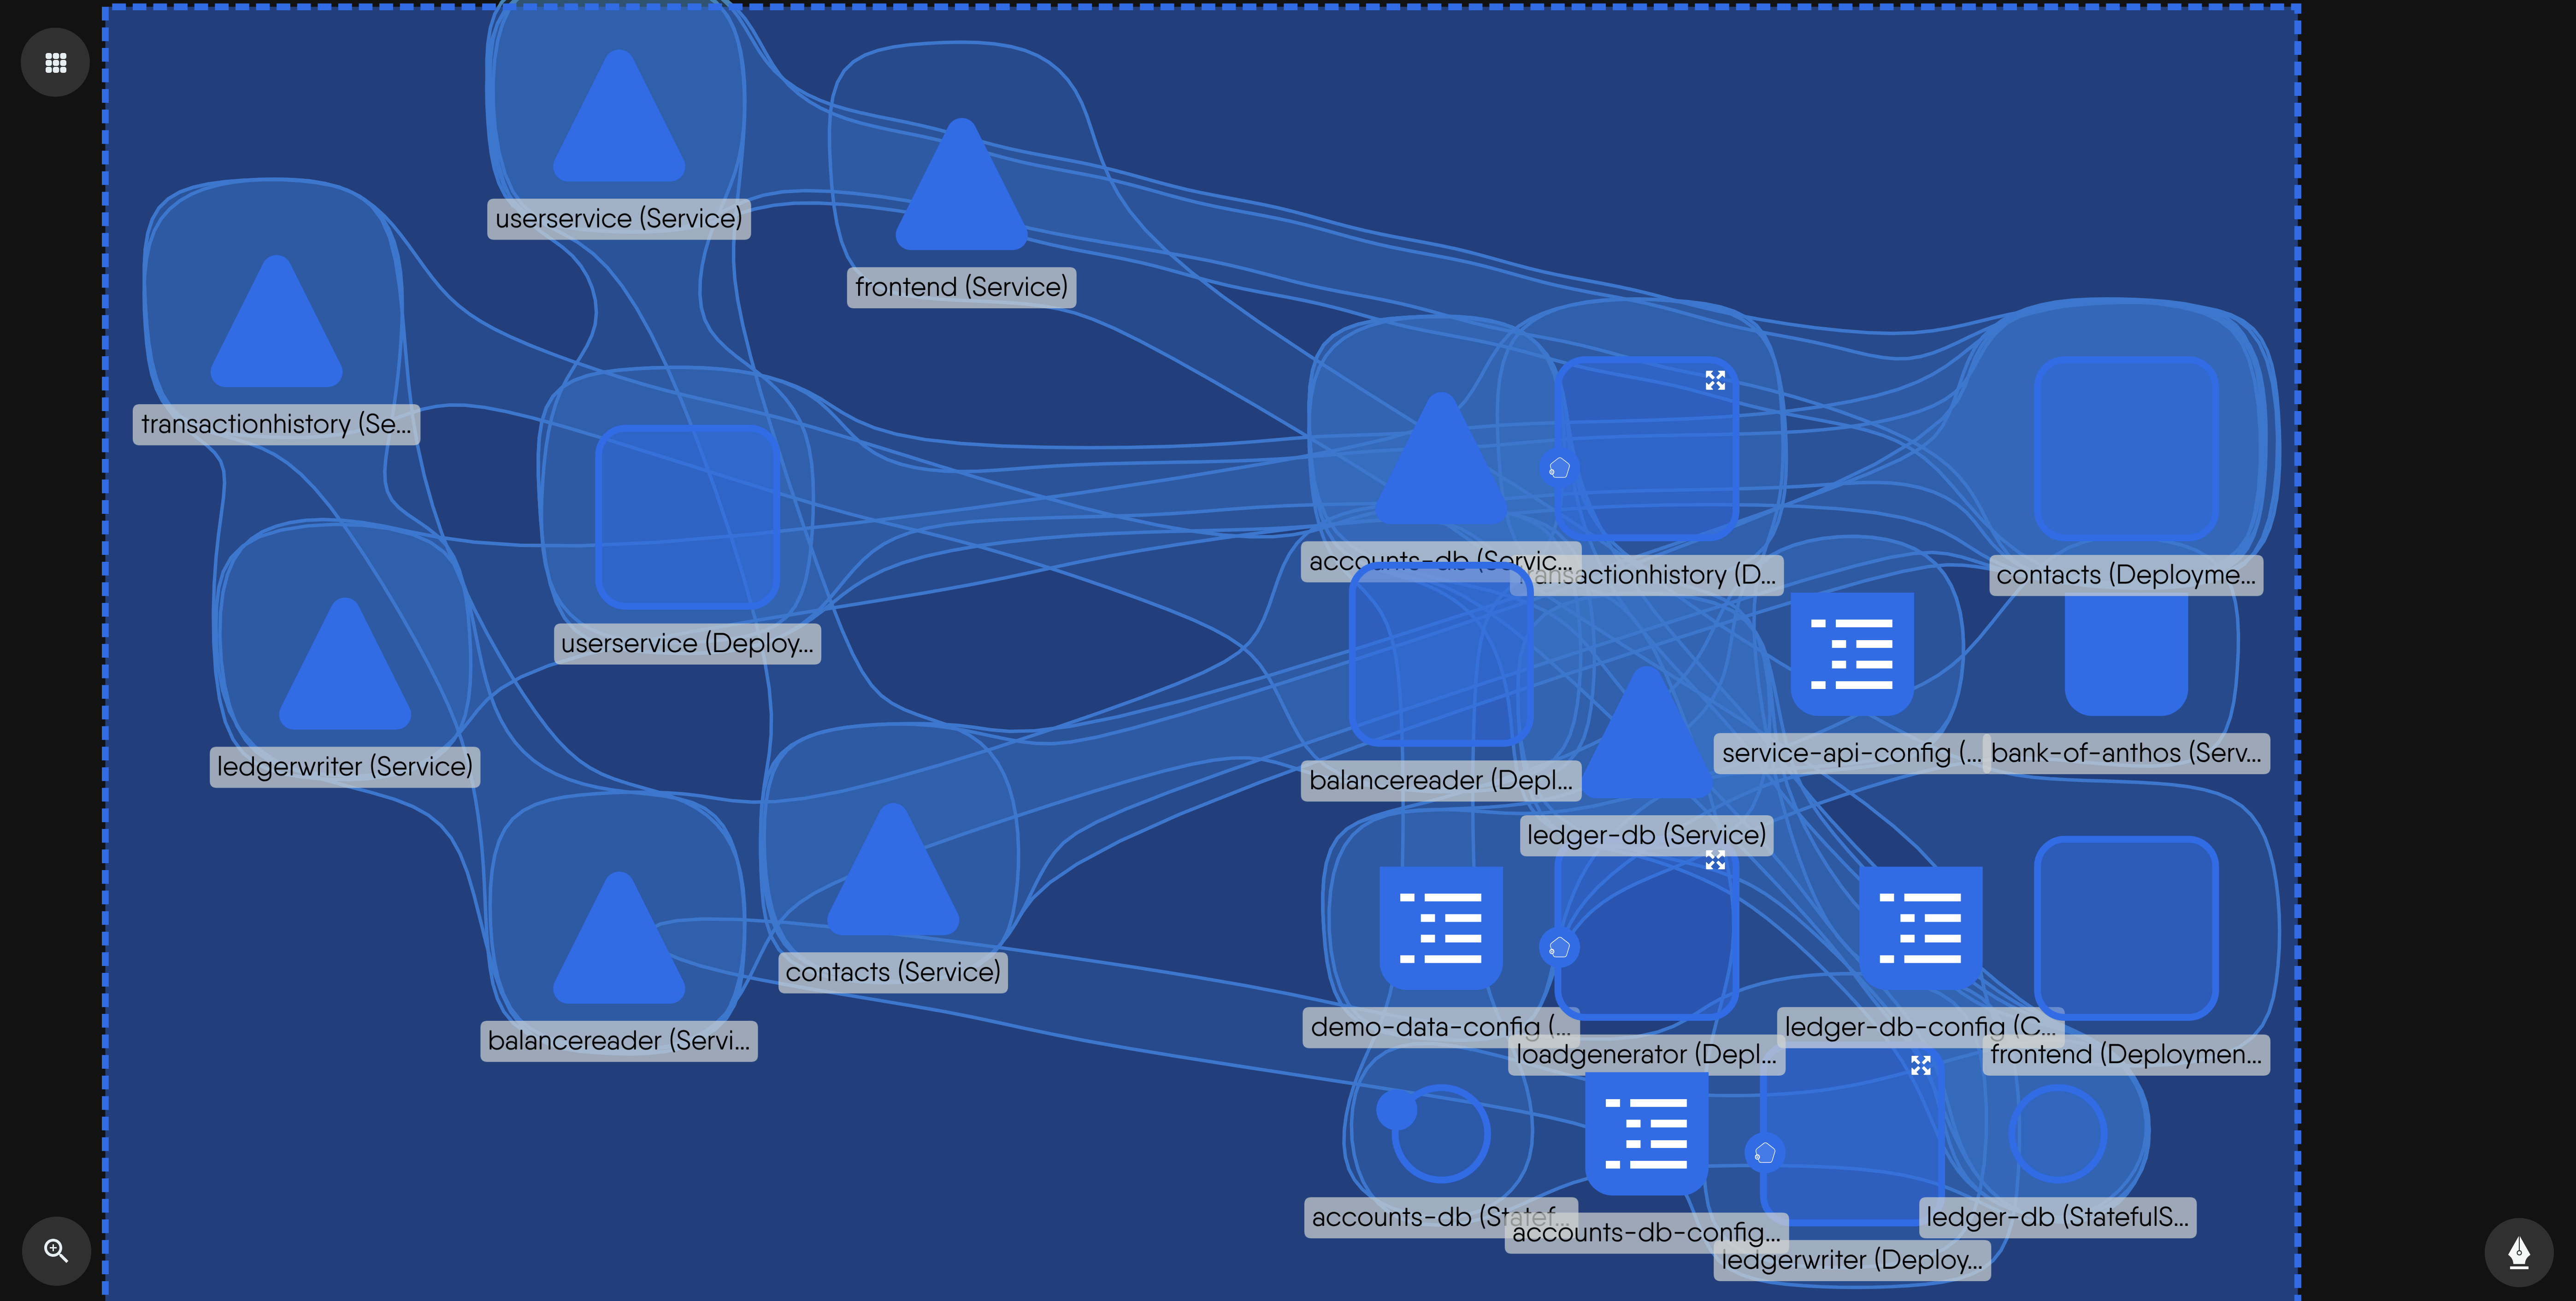 userservice (Service)
frontend (Service)
transactionhistory (Se...
accounts-db (Servic...
transactionhistory (D...
contacts (Deployme...
userservice (Deploy...
ledgerwriter (Service)
balancereader (Depl...
service-api-config (...
bank-of-anthos (Serv...
ledger-db (Service)
contacts (Service)
balancereader (Servi...
demo-data-config (...
loadgenerator (Depl...
ledger-db-config (C...
frontend (Deploymen...
accounts-db (Statef...
accounts-db-config...
ledger-db (StatefulS...
ledgerwriter (Deploy...